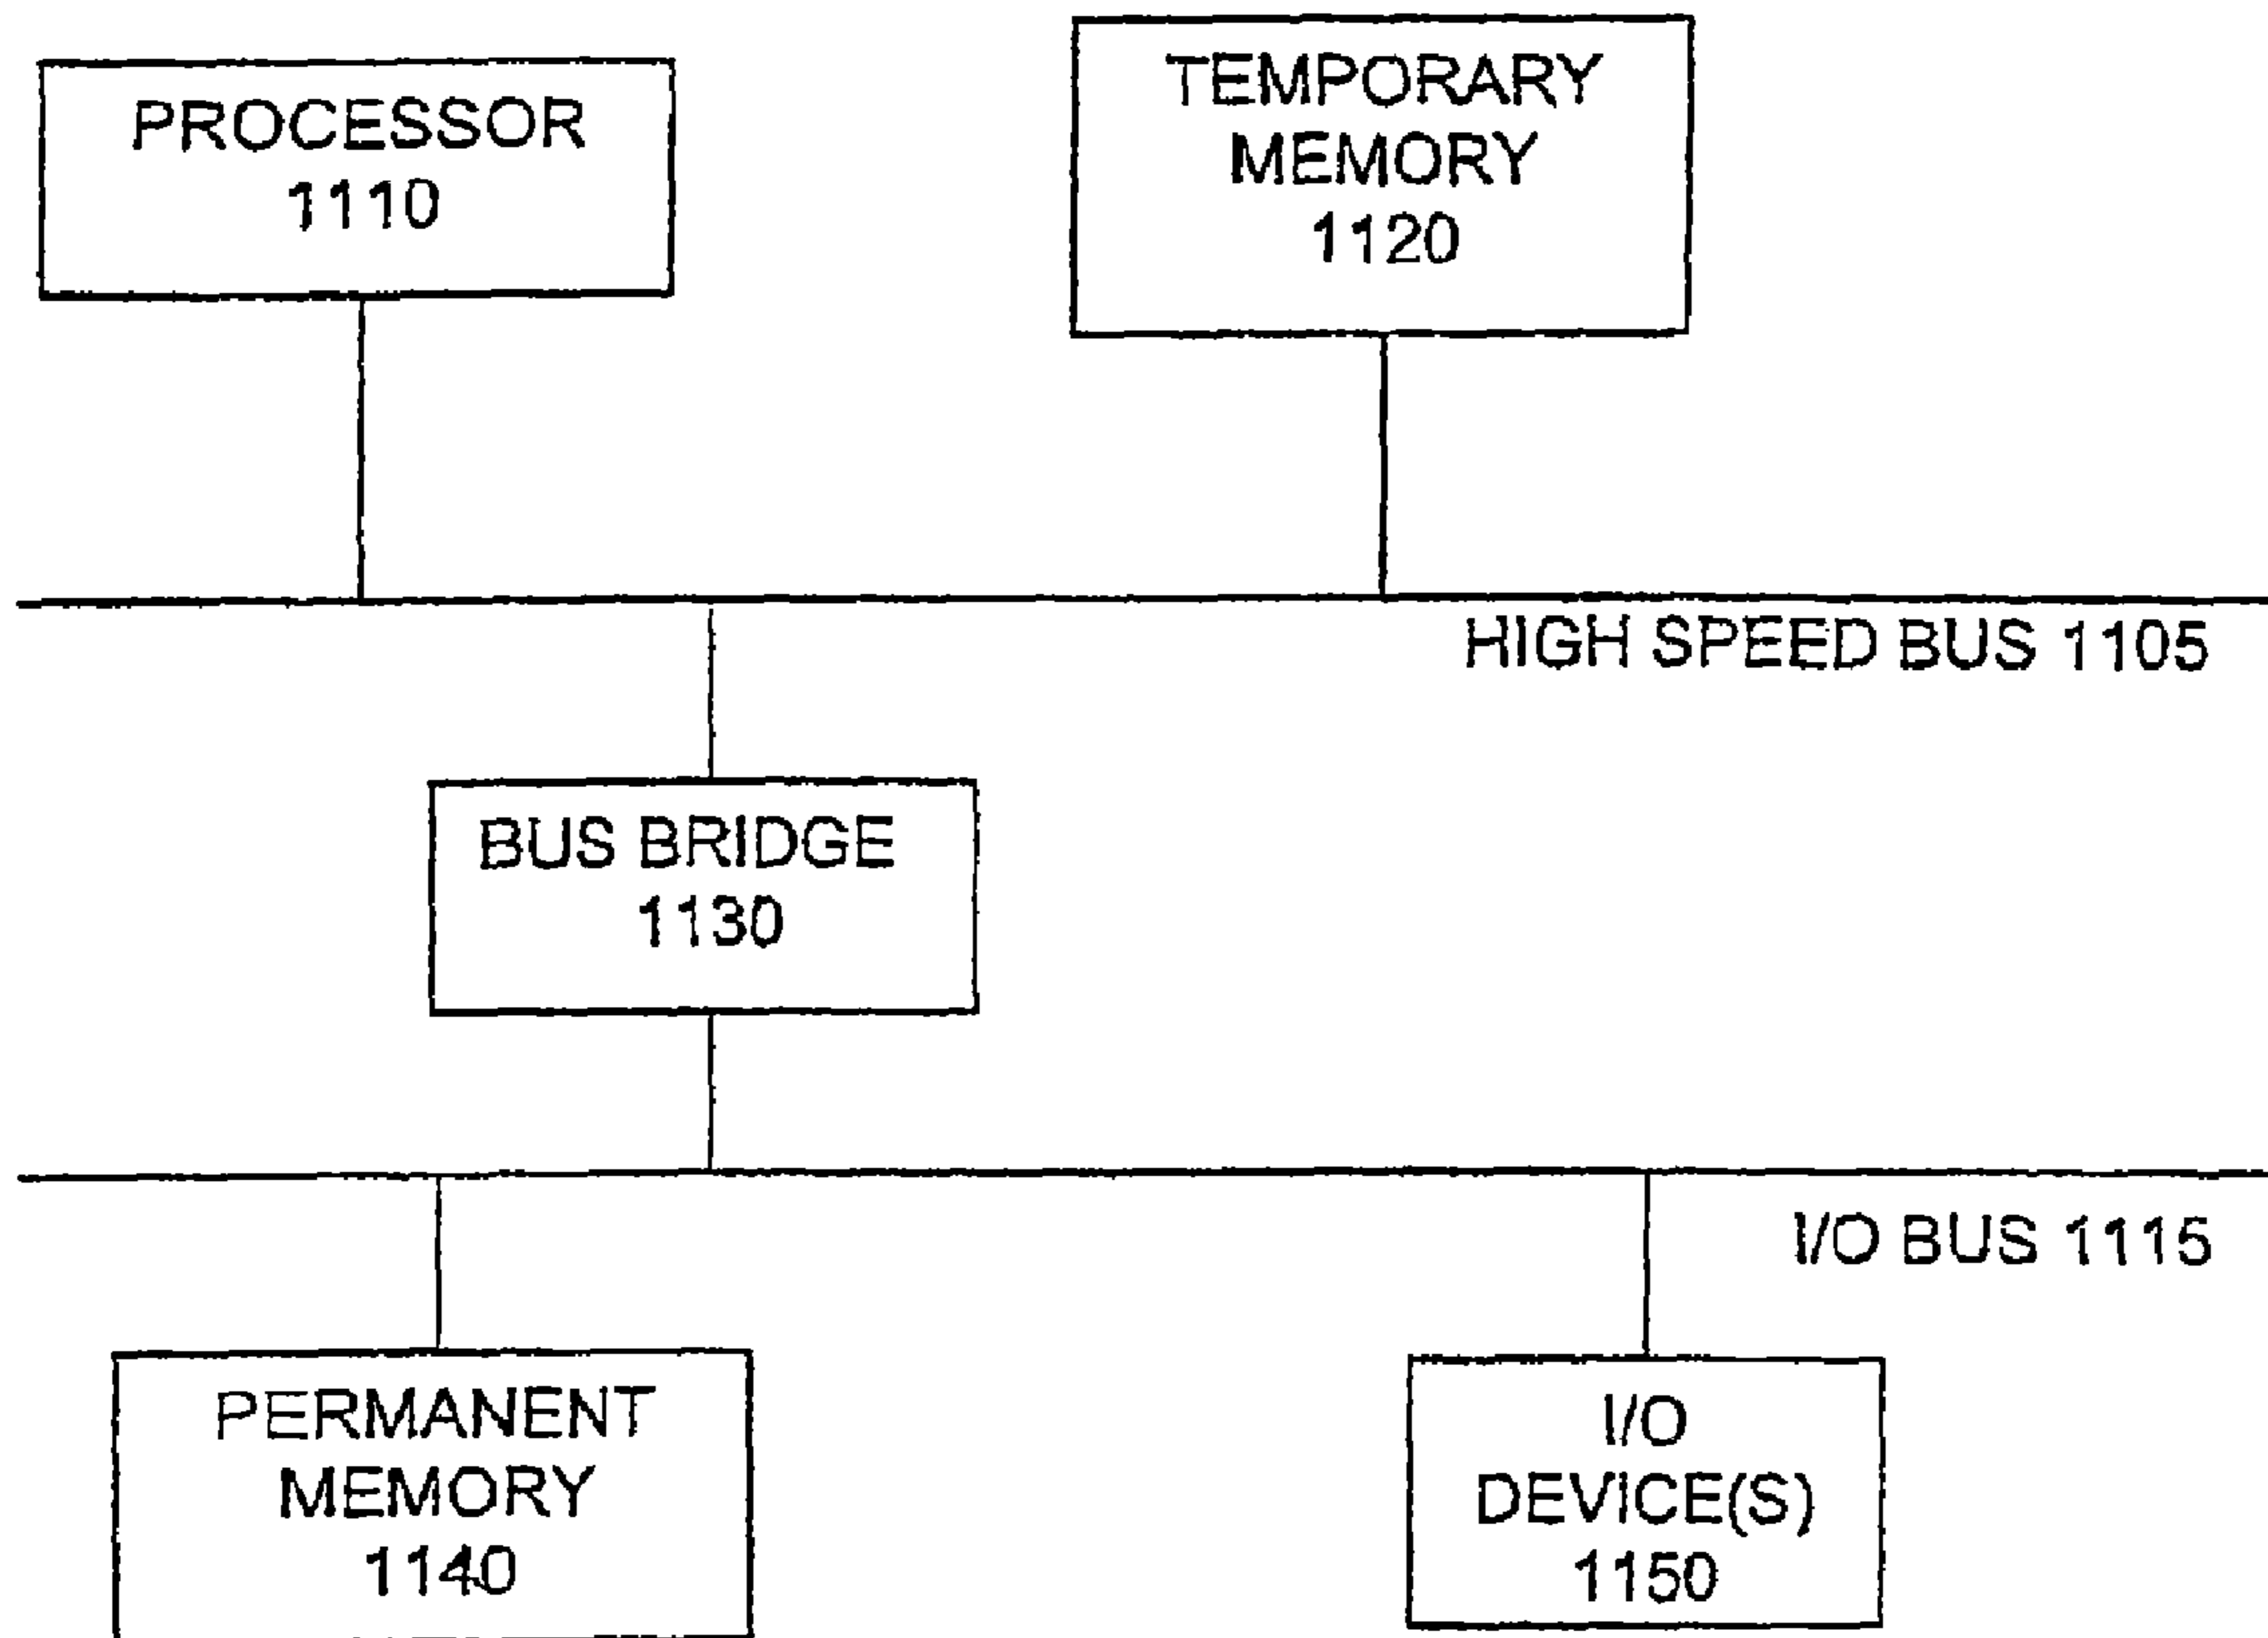 PROCESSOR
1110
TEMPORARY
MEMORY
1120
HIGH SPEED BUS 1105
BUS BRIDGE
1130
I/O BUS 1115
PERMANENT
MEMORY
1140
I/O
DEVICE(S)
1150